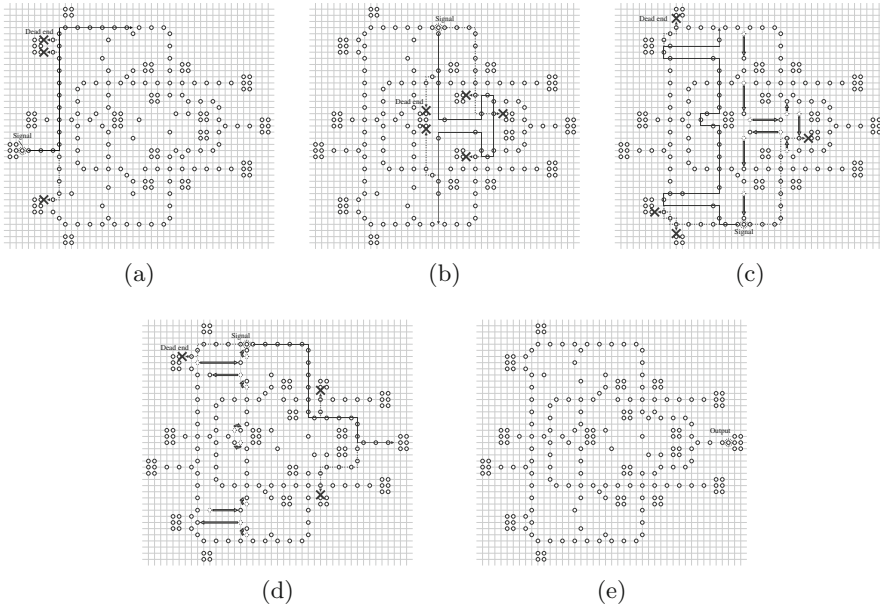 Dead end
Signal
(a)
Signal
Dead end
(b)
Dead end
Signal
(c)
Signal
Dead end
(d)
Output
(e)